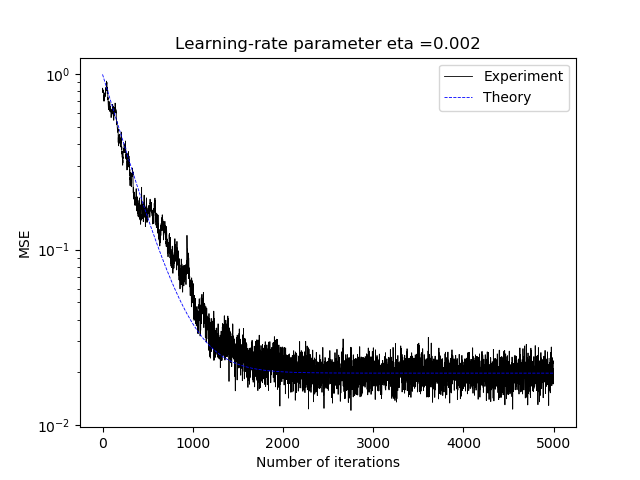 Learning-rate parameter eta =0.002
10⁰
Experiment
Theory
MSE
10⁻¹
10⁻²
0 1000 2000 3000 4000 5000
Number of iterations